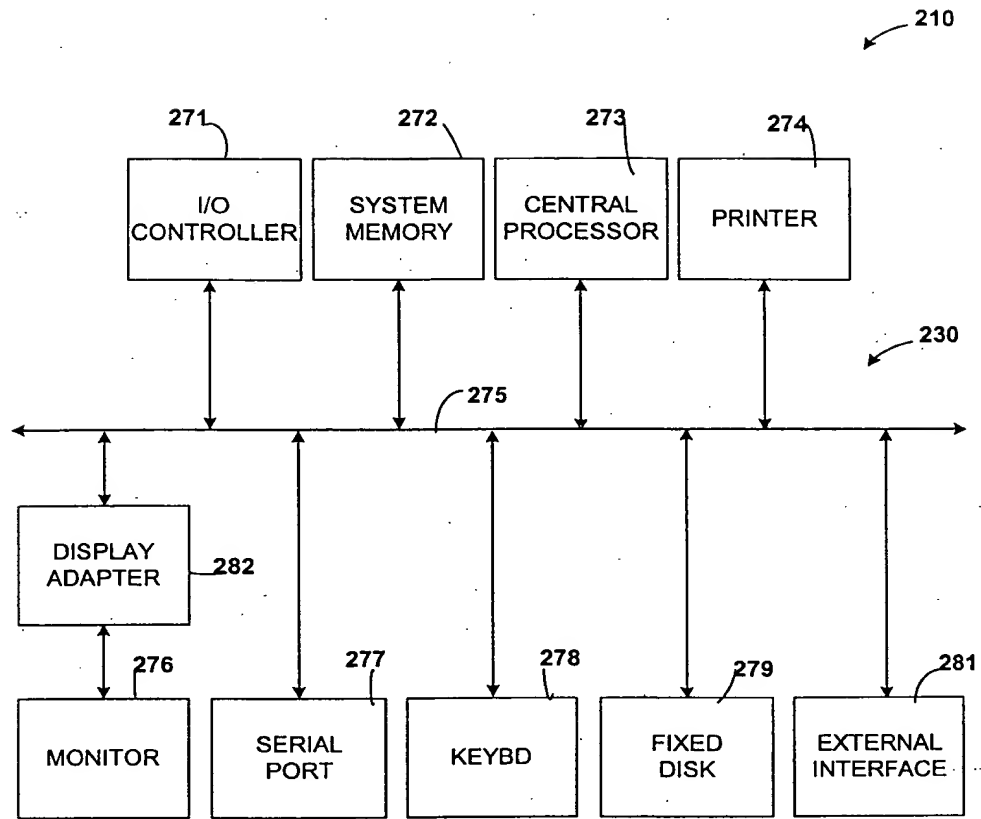 210
271
272
273
274
I/O
CONTROLLER
SYSTEM
MEMORY
CENTRAL
PROCESSOR
PRINTER
230
275
DISPLAY
ADAPTER
282
276
277
278
279
281
MONITOR
SERIAL
PORT
KEYBD
FIXED
DISK
EXTERNAL
INTERFACE